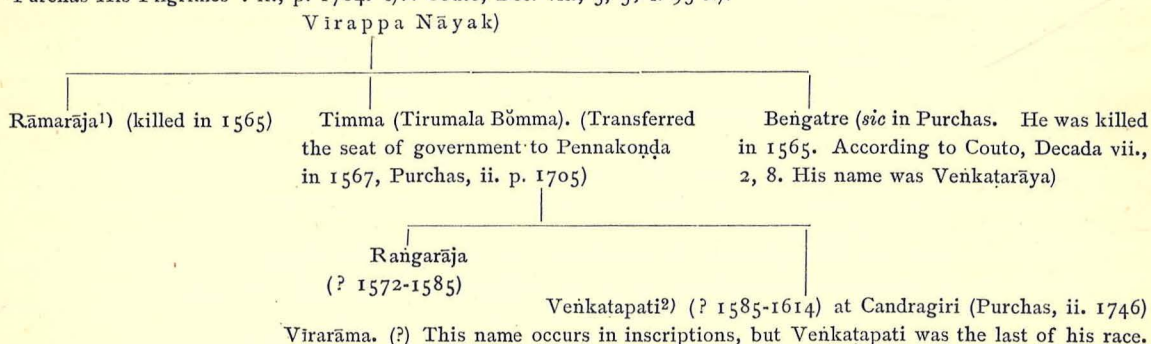 Vīrappa Nāyak)
Rāmarāja¹) (killed in 1565)
Timma (Tirumala Bŏmma). (Transferred
the seat of government to Pennakoṇḍa
in 1567, Purchas, ii. p. 1705)
Beṅgatre (sic in Purchas. He was killed
in 1565. According to Couto, Decada vii.,
2, 8. His name was Veṅkaṭarāya)
Raṅgarāja
(? 1572-1585)
Veṅkaṭapati²) (? 1585-1614) at Candragiri (Purchas, ii. 1746)
Vīrarāma. (?) This name occurs in inscriptions, but Veṅkatapati was the last of his race.